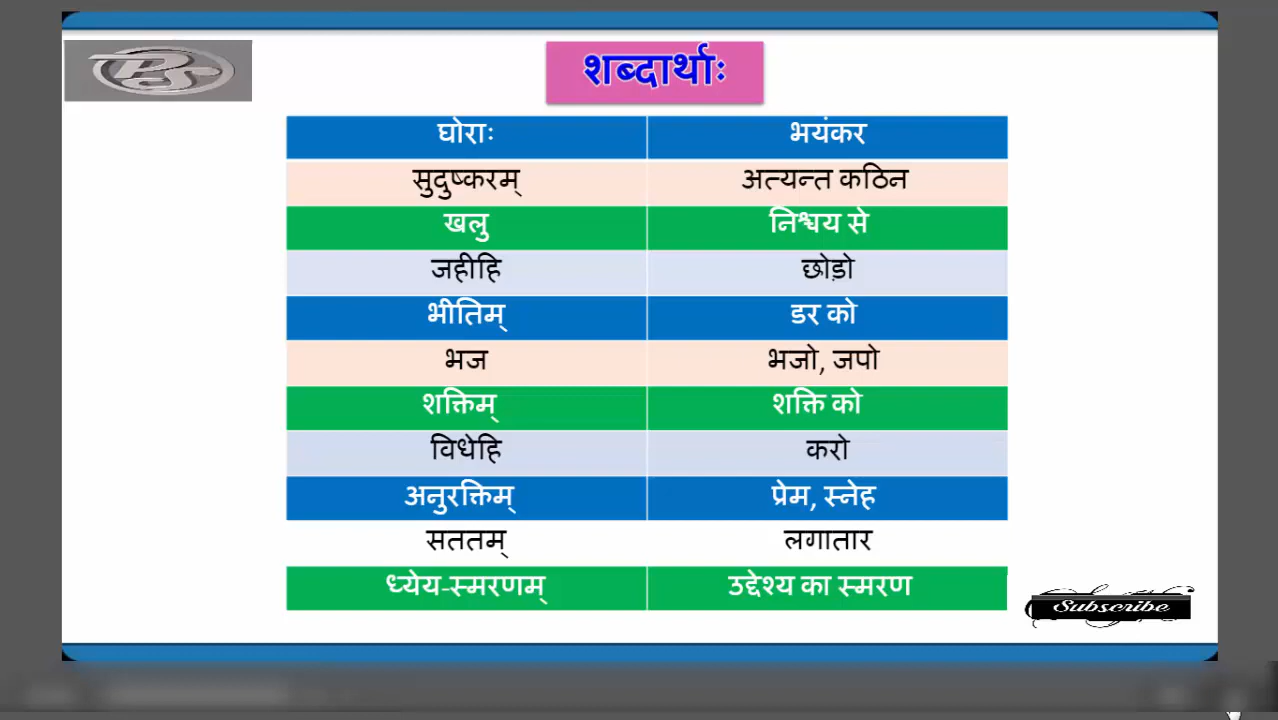 PS
शब्दार्थाः
घोराः भयंकर
सुदुष्करम् अत्यन्त कठिन
खलु निश्चय से
जहीहि छोड़ो
भीतिम् डर को
भज भजो, जपो
शक्तिम् शक्ति को
विधेहि करो
अनुरक्तिम् प्रेम, स्नेह
सततम् लगातार
ध्येय-स्मरणम् उद्देश्य का स्मरण
Subscribe